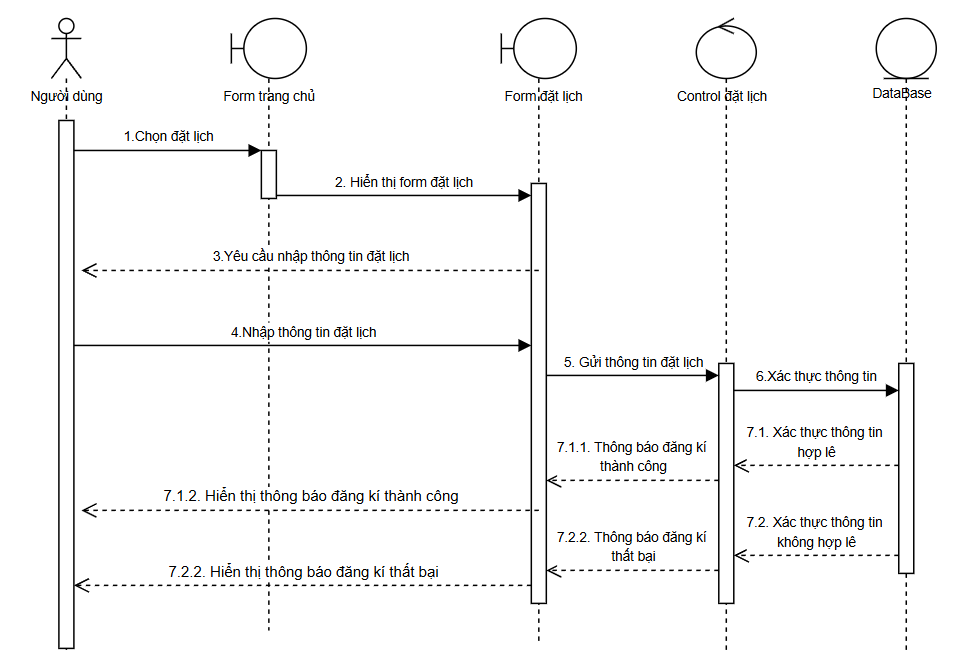 Người dùng
Form trang chủ
Form đặt lịch
Control đặt lịch
DataBase
1.Chọn đặt lịch
2. Hiển thị form đặt lịch
3.Yêu cầu nhập thông tin đặt lịch
4.Nhập thông tin đặt lịch
5. Gửi thông tin đặt lịch
6.Xác thực thông tin
7.1. Xác thực thông tin
hợp lê
7.1.1. Thông báo đăng kí
thành công
7.1.2. Hiển thị thông báo đăng kí thành công
7.2. Xác thực thông tin
không hợp lê
7.2.2. Thông báo đăng kí
thất bại
7.2.2. Hiển thị thông báo đăng kí thất bại